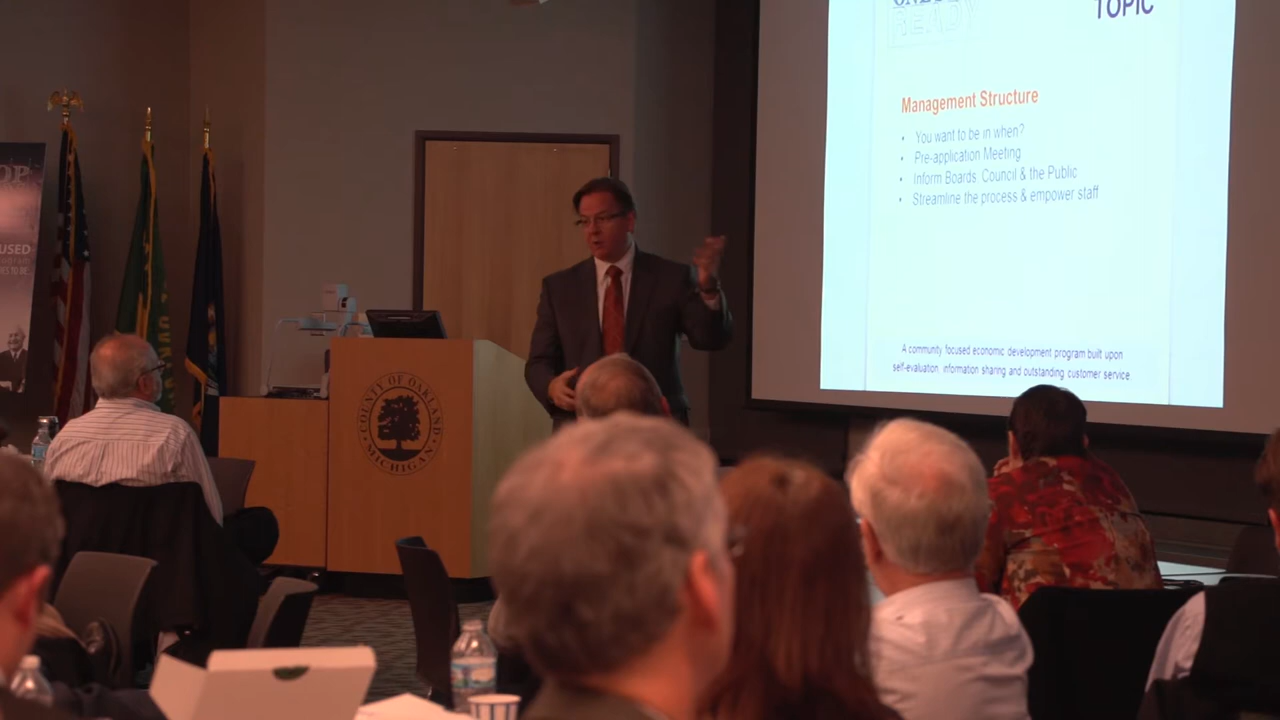 READY
TOPIC
Management Structure
• You want to be in when?
• Pre-application Meeting
• Inform Boards, Council & the Public
• Streamline the process & empower staff
A community focused economic development program built upon
self-evaluation, information sharing and outstanding customer service.
OP
USED
COUNTY OF OAKLAND
MICHIGAN